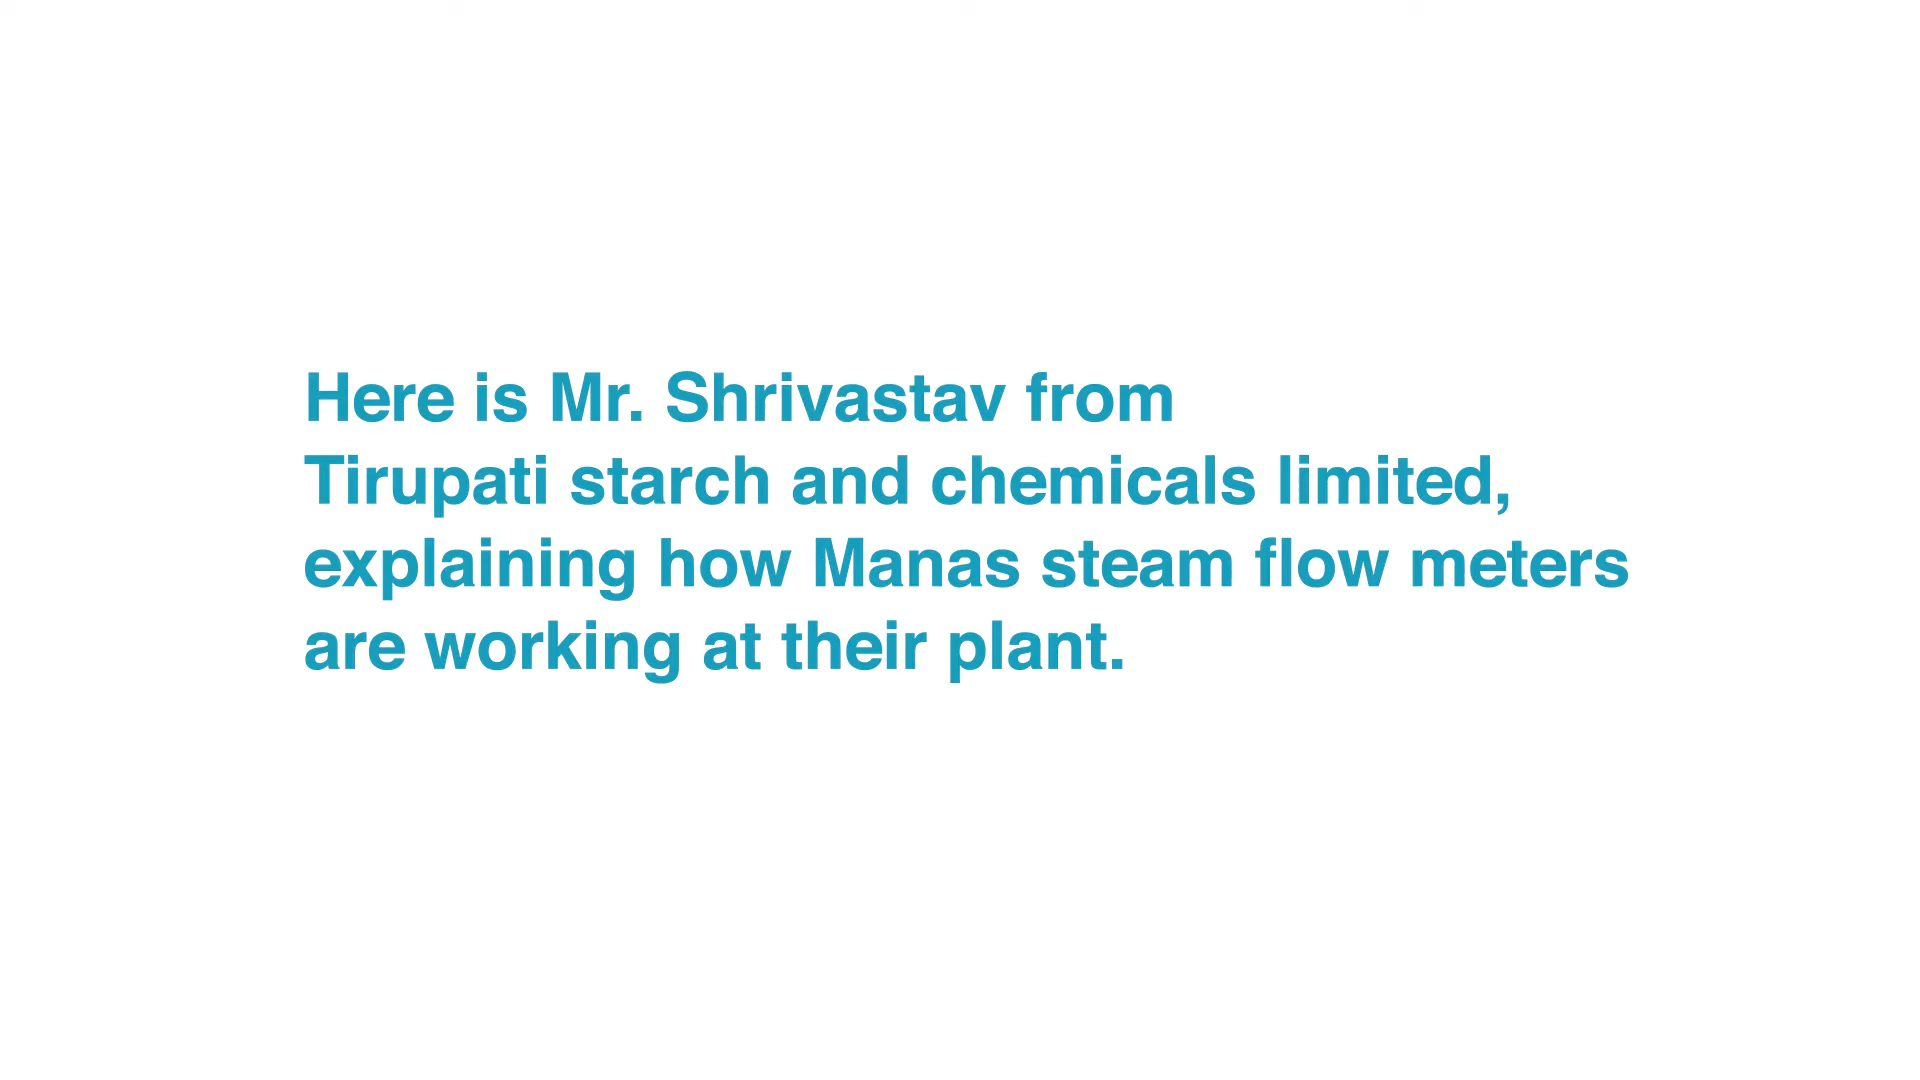 Here is Mr. Shrivastav from
Tirupati starch and chemicals limited,
explaining how Manas steam flow meters
are working at their plant.